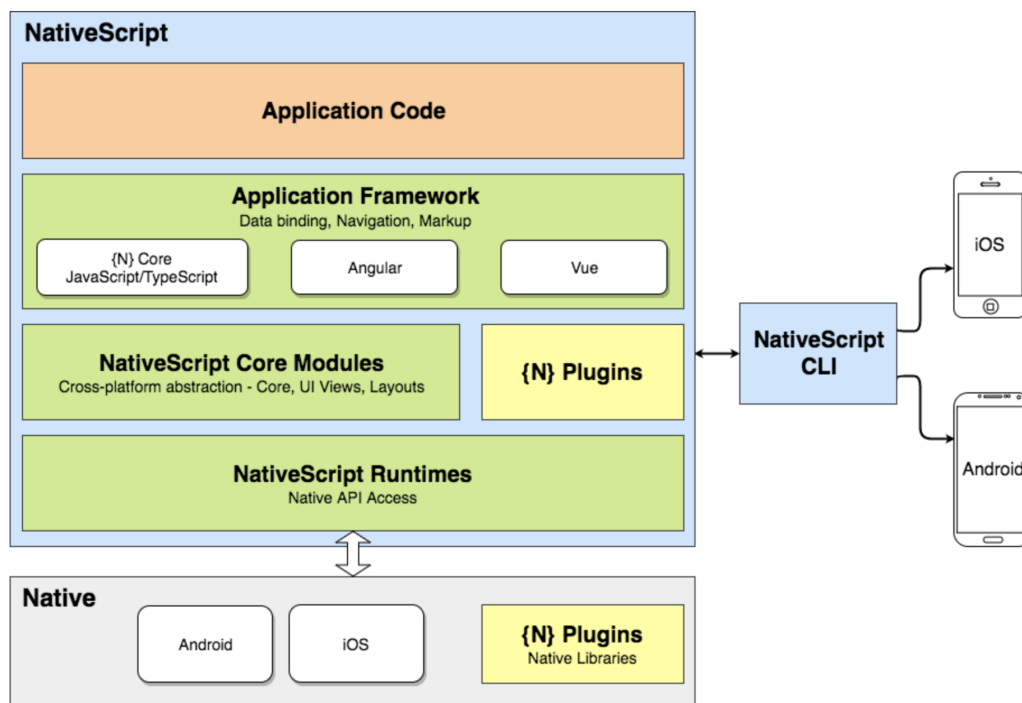 NativeScript
Application Code
Application Framework
Data binding, Navigation, Markup
{N} Core
JavaScript/TypeScript
Angular
Vue
NativeScript Core Modules
Cross-platform abstraction - Core, UI Views, Layouts
{N} Plugins
NativeScript Runtimes
Native API Access
NativeScript
CLI
iOS
Android
Native
Android
iOS
{N} Plugins
Native Libraries